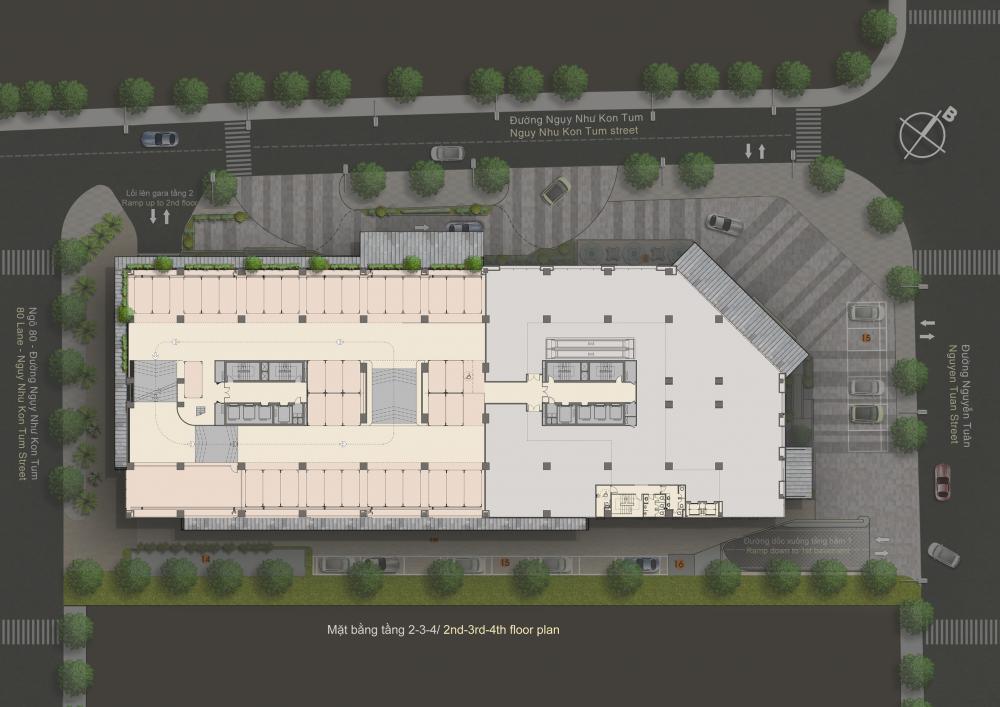 Đường Ngụy Như Kon Tum
Nguy Nhu Kon Tum street
B
Lối lên gara tầng 2
Ramp up to 2nd floor
15
Ngõ 80 - Đường Ngụy Như Kon Tum
80 Lane - Nguy Nhu Kon Tum Street
Đường Nguyễn Tuân
Nguyen Tuan Street
Đường dốc xuống tầng hầm 1
Ramp down to 1st basement
14
15
16
Mặt bằng tầng 2-3-4/ 2nd-3rd-4th floor plan